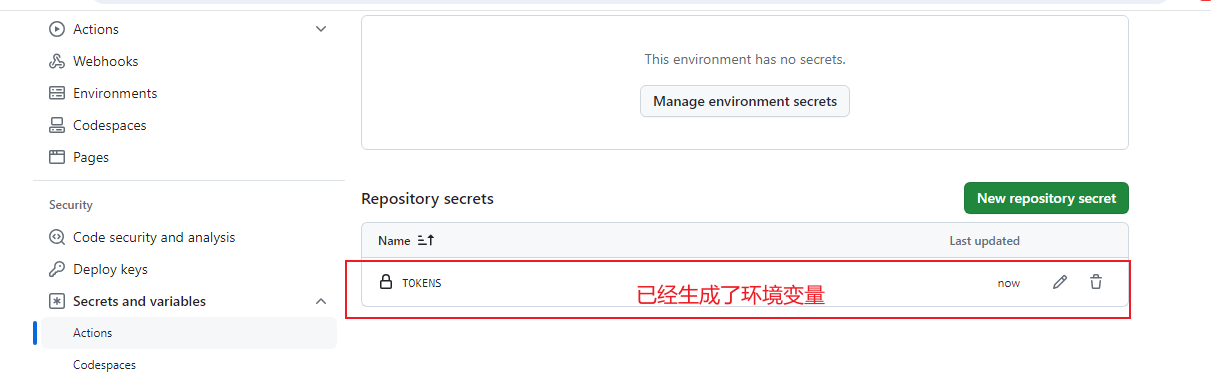 Actions
Webhooks
Environments
Codespaces
Pages
Security
Code security and analysis
Deploy keys
Secrets and variables
Actions
Codespaces
This environment has no secrets.
Manage environment secrets
Repository secrets
New repository secret
Name
Last updated
TOKENS
已经生成了环境变量
now